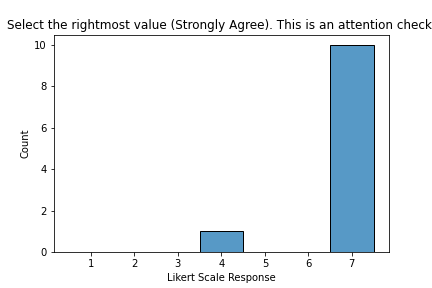 Select the rightmost value (Strongly Agree). This is an attention check
10
8
6
4
2
0
Count
1 2 3 4 5 6 7
Likert Scale Response